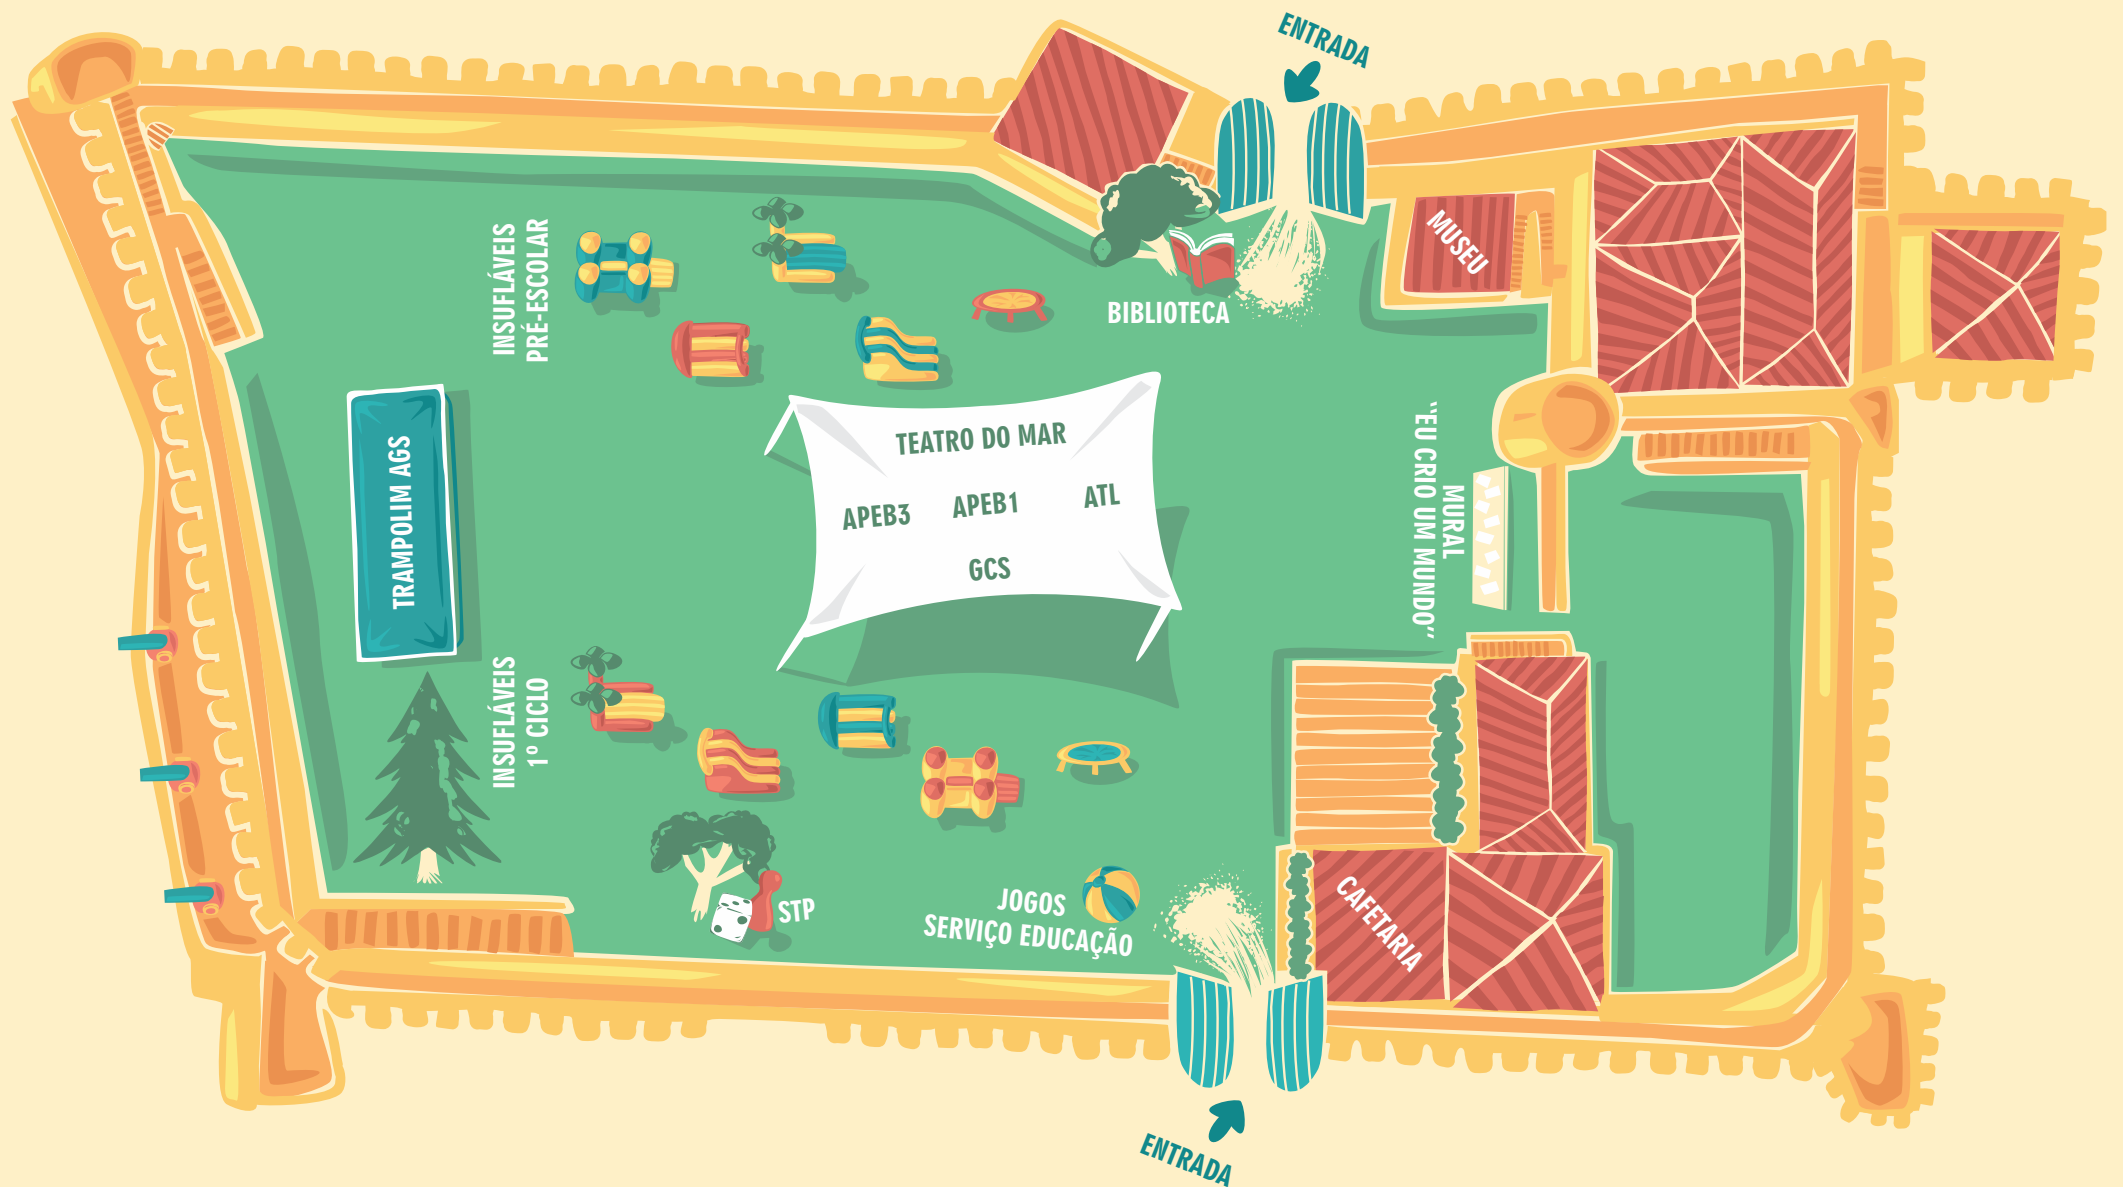 ENTRADA
MUSEU
INSUFLÁVEIS
PRÉ-ESCOLAR
BIBLIOTECA
TRAMPOLIM AGS
TEATRO DO MAR
APEB3 APEB1 ATL
GCS
MURAL
"EU CRIO UM MUNDO"
INSUFLÁVEIS
1º CICLO
STP
JOGOS
SERVIÇO EDUCAÇÃO
CAFETARIA
ENTRADA